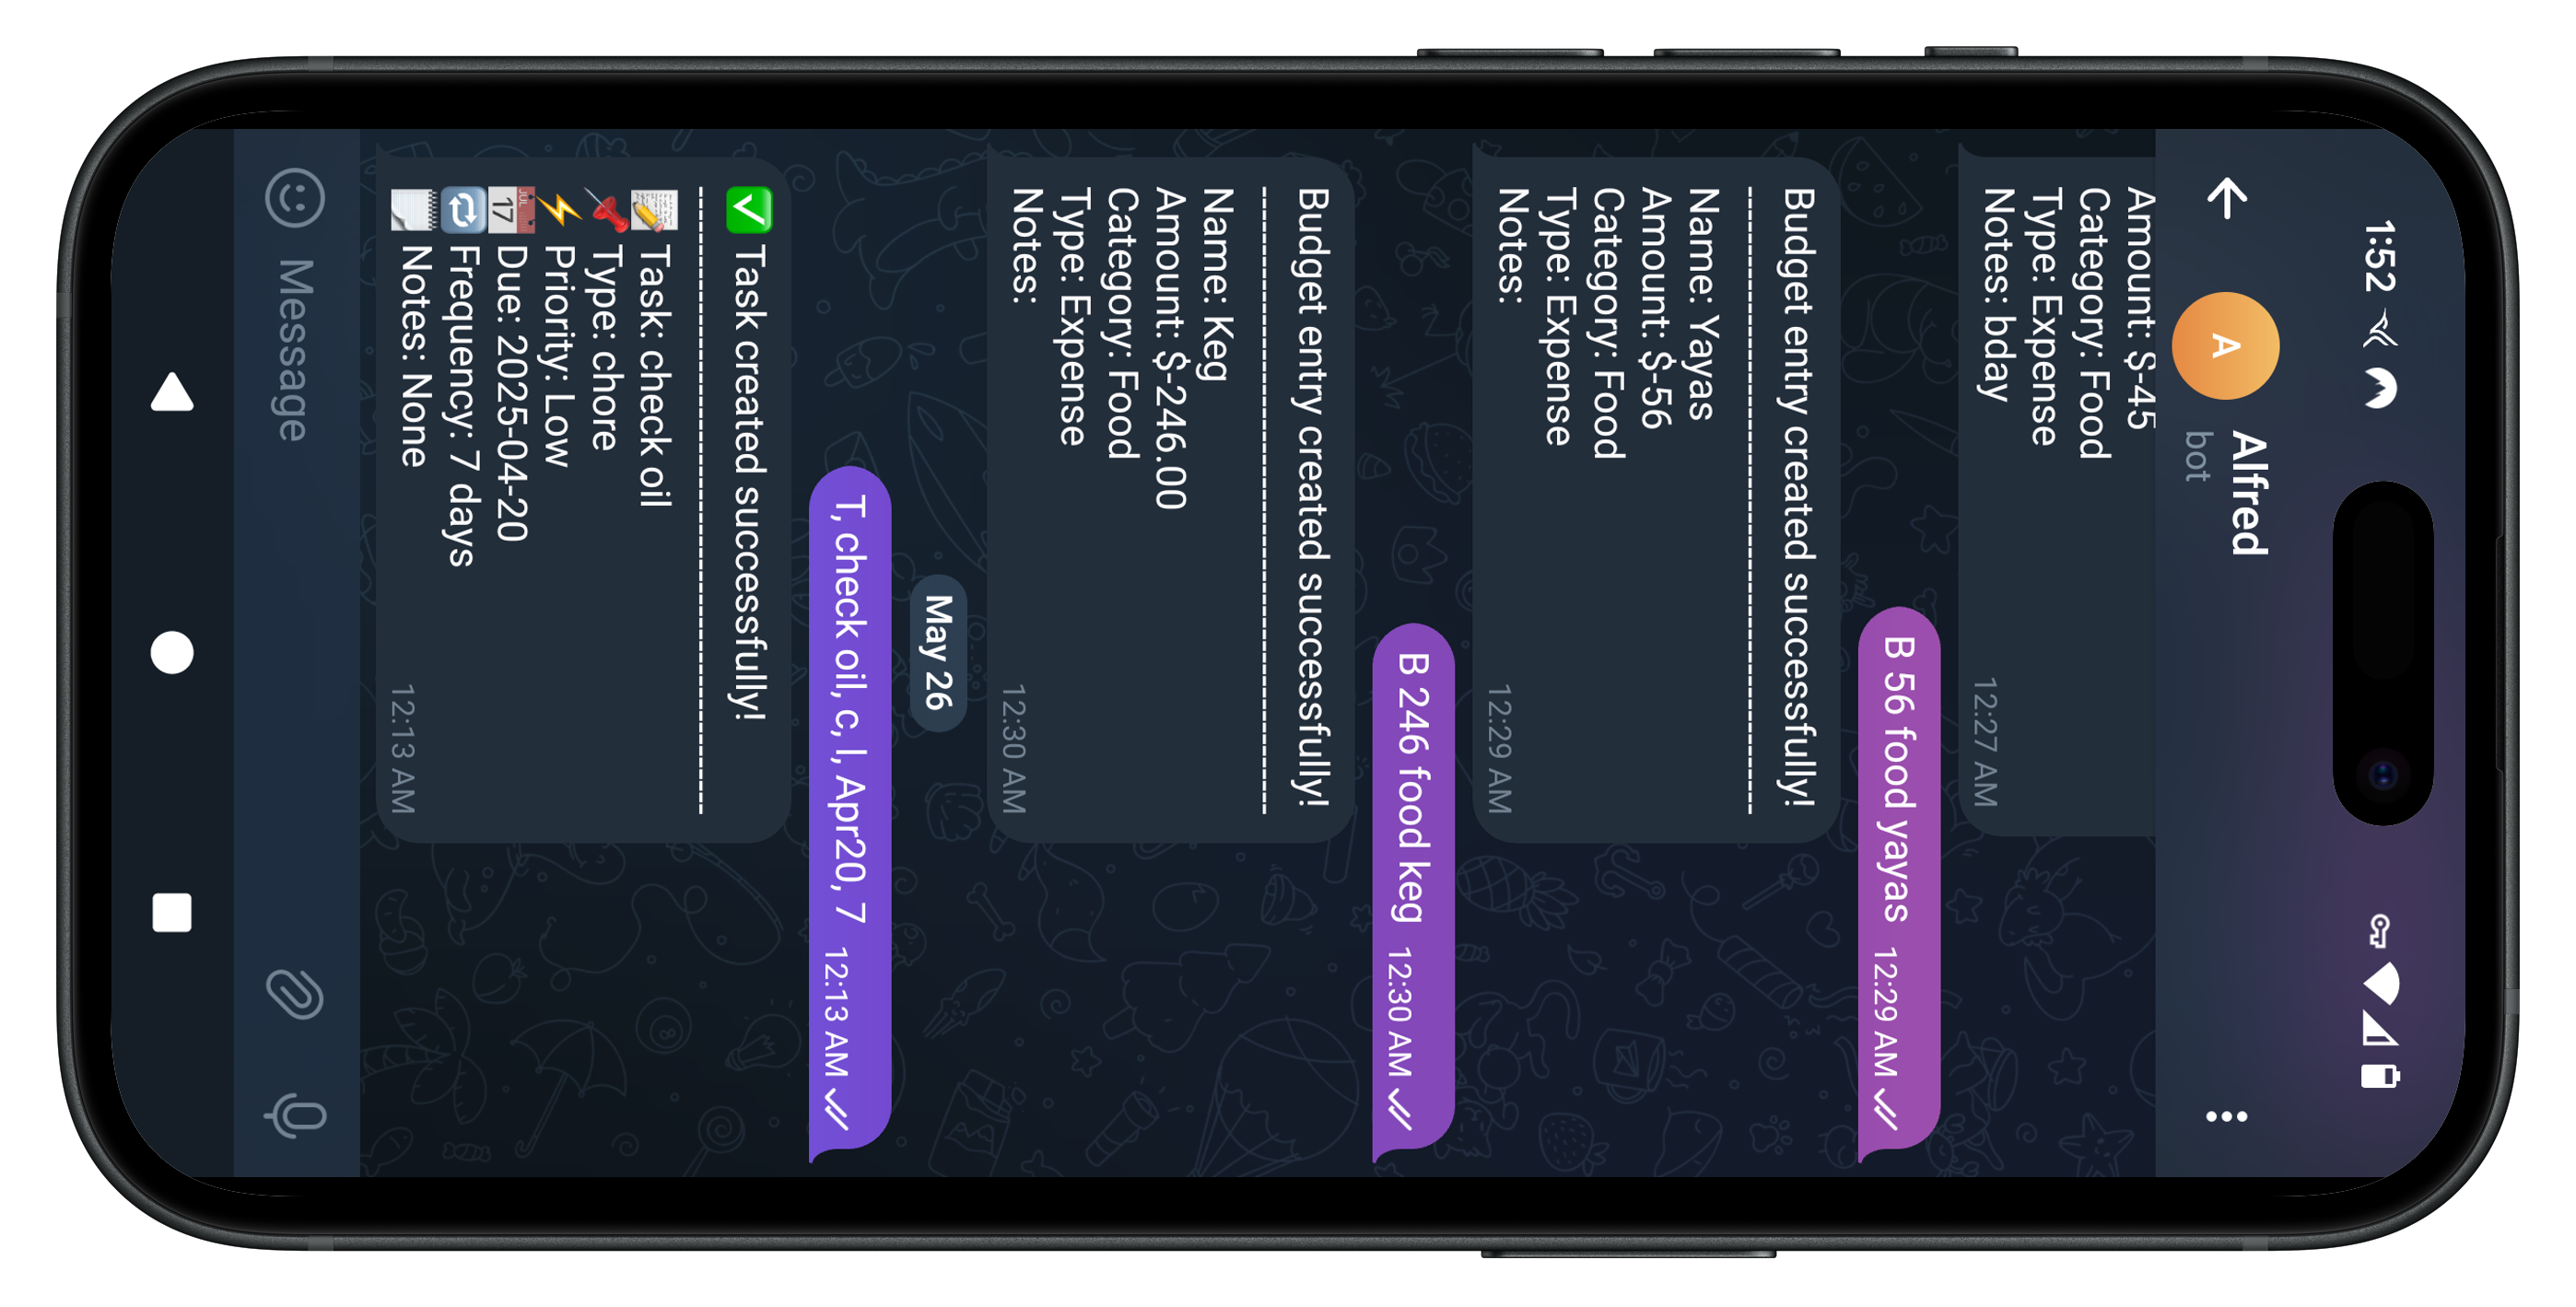 1:52
A
Alfred
bot
Amount: $-45
Category: Food
Type: Expense
Notes: bday
12:27 AM
B 56 food yayas 12:29 AM
Budget entry created successfully!
Name: Yayas
Amount: $-56
Category: Food
Type: Expense
Notes:
12:29 AM
B 246 food keg 12:30 AM
Budget entry created successfully!
Name: Keg
Amount: $-246.00
Category: Food
Type: Expense
Notes:
12:30 AM
May 26
T, check oil, c, l, Apr20, 7 12:13 AM
✅ Task created successfully!
📝 Task: check oil
📌 Type: chore
⚡ Priority: Low
📅 Due: 2025-04-20
🔁 Frequency: 7 days
🗒️ Notes: None
12:13 AM
Message